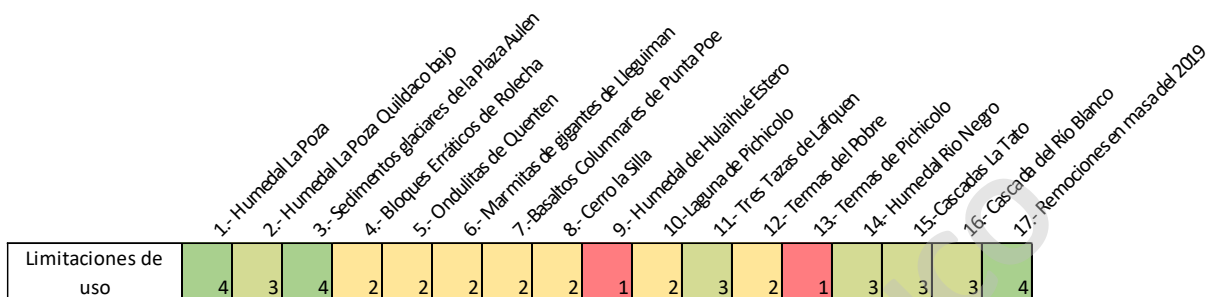 1.- Humedal La Poza
2.- Humedal La Poza Quildaco bajo
3.- Sedimentos glaciares de la Plaza Aulen
4.- Bloques Erráticos de Rolecha
5.- Ondulitas de Quenten
6.- Marmitas de gigantes de Lleguiman
7.-Basaltos Columnares de Punta Poe
8.- Cerro la Silla
9.- Humedal de Hulaihué Estero
10.-Laguna de Pichicolo
11.- Tres Tazas de Lafquen
12.- Termas del Pobre
13.- Termas de Pichicolo
14.- Humedal Rio Negro
15.-Cascadas La Tato
16.- Cascada del Río Blanco
17.- Remociones en masa del 2019
Limitaciones de
uso 4 3 4 2 2 2 2 2 1 2 3 2 1 3 3 3 4